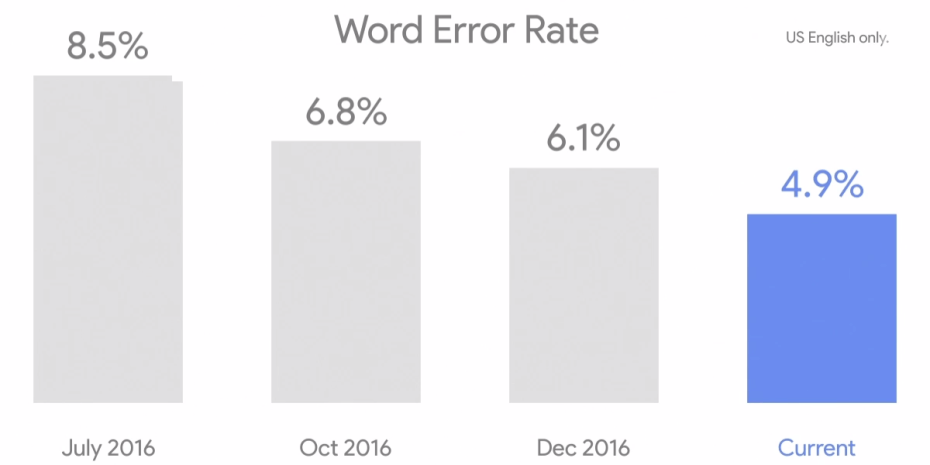 Word Error Rate
US English only.
8.5%
6.8%
6.1%
4.9%
July 2016
Oct 2016
Dec 2016
Current